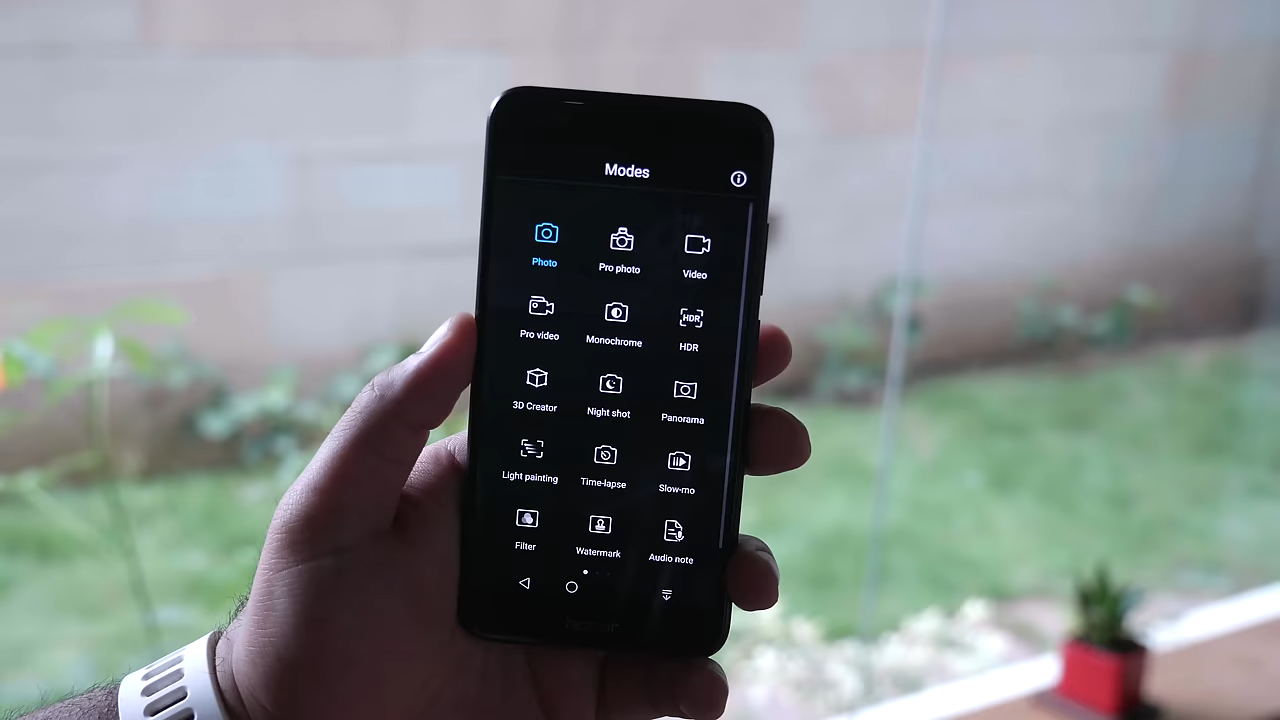 Modes
Photo
Pro photo
Video
Pro video
Monochrome
HDR
HDR
3D Creator
Night shot
Panorama
Light painting
Time-lapse
Slow-mo
Filter
Watermark
Audio note
honor